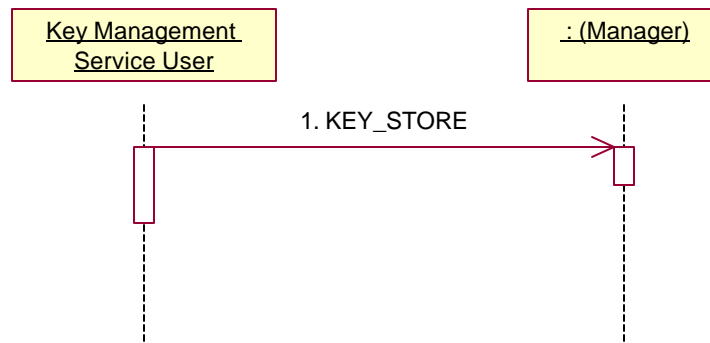 Key Management
Service User
: (Manager)
1. KEY_STORE